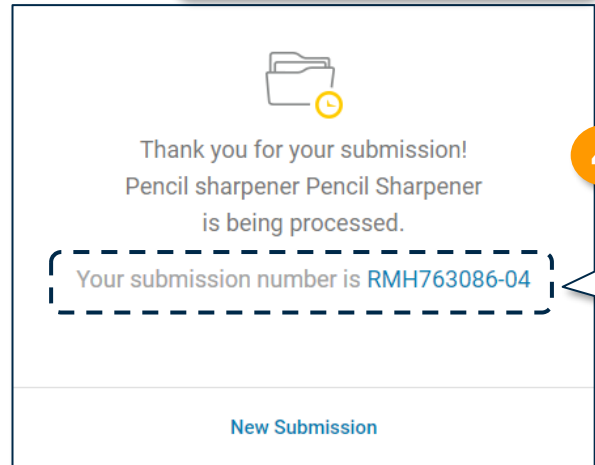 Thank you for your submission!
Pencil sharpener Pencil Sharpener
is being processed.
Your submission number is RMH763086-04
New Submission